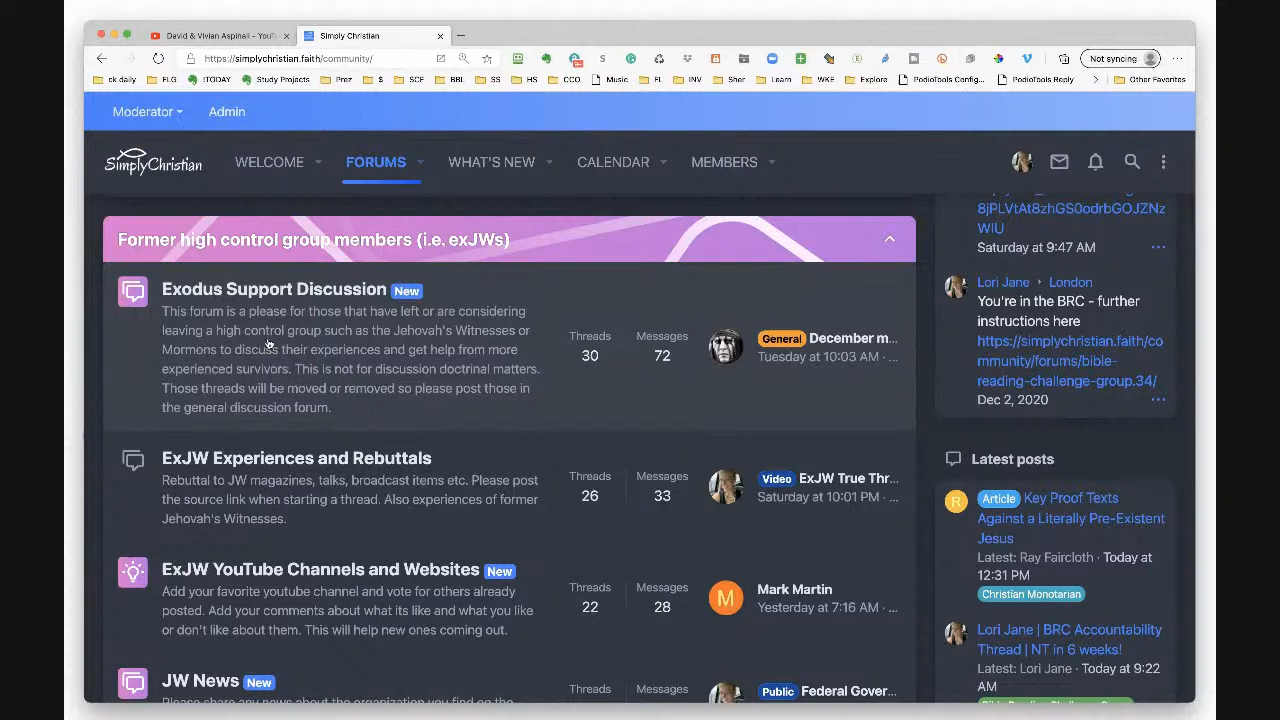 David & Vivian Aspinall - YouTu
Simply Christian
https://simplychristian.faith/community/
Not syncing
ck daily
FLG
!TODAY
Study Projects
Prez
$
SCF
BBL
SS
HS
CCO
Music
FL
INV
Sher
Learn
WKE
Explore
PodioTools Config...
PodioTools Reply
Other Favorites
Moderator
Admin
SimplyChristian
WELCOME
FORUMS
WHAT'S NEW
CALENDAR
MEMBERS
Former high control group members (i.e. exJWs)
Exodus Support Discussion New
This forum is a please for those that have left or are considering
leaving a high control group such as the Jehovah's Witnesses or
Mormons to discuss their experiences and get help from more
experienced survivors. This is not for discussion doctrinal matters.
Those threads will be moved or removed so please post those in
the general discussion forum.
Threads
30
Messages
72
General December m...
Tuesday at 10:03 AM · ...
ExJW Experiences and Rebuttals
Rebuttal to JW magazines, talks, broadcast items etc. Please post
the source link when starting a thread. Also experiences of former
Jehovah's Witnesses.
Threads
26
Messages
33
Video ExJW True Thr...
Saturday at 10:01 PM · ...
ExJW YouTube Channels and Websites New
Add your favorite youtube channel and vote for others already
posted. Add your comments about what its like and what you like
or don't like about them. This will help new ones coming out.
Threads
22
Messages
28
M
Mark Martin
Yesterday at 7:16 AM · ...
JW News New
Please share any news about the organization you find on the
Threads
Messages
Public Federal Gover...
8jPLVtAt8zhGS0odrbGOJZNz
WIU
Saturday at 9:47 AM
Lori Jane
London
You're in the BRC - further
instructions here
https://simplychristian.faith/co
mmunity/forums/bible-
reading-challenge-group.34/
Dec 2, 2020
Latest posts
R
Article Key Proof Texts
Against a Literally Pre-Existent
Jesus
Latest: Ray Faircloth · Today at
12:31 PM
Christian Monotarian
Lori Jane | BRC Accountability
Thread | NT in 6 weeks!
Latest: Lori Jane · Today at 9:22
AM